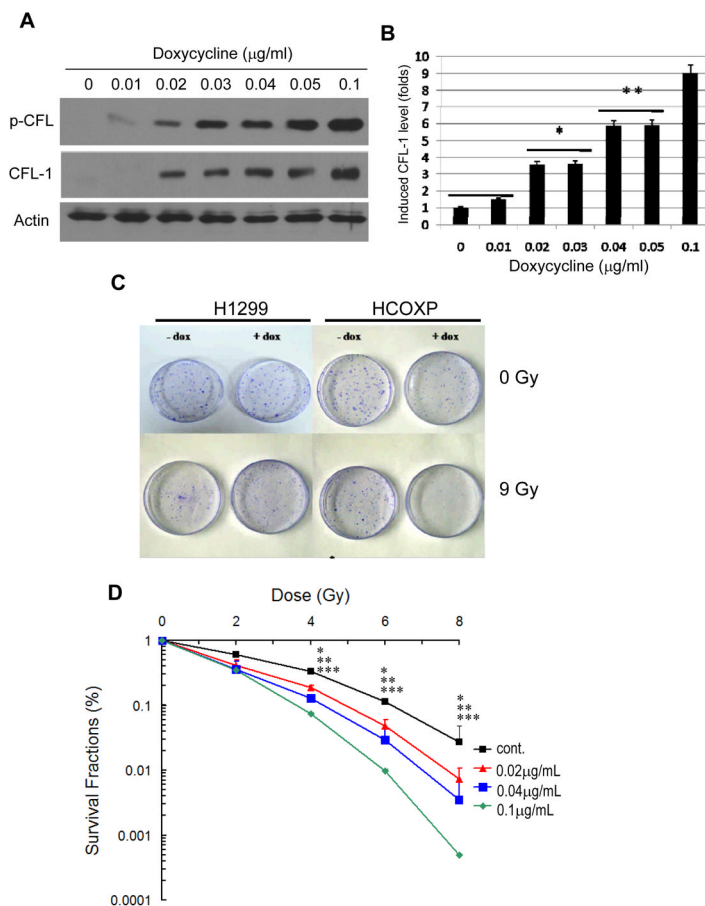 A
Doxycycline (μg/ml)
0 0.01 0.02 0.03 0.04 0.05 0.1
p-CFL
CFL-1
Actin
B
Induced CFL-1 level (folds)
10
9
8
7
6
5
4
3
2
1
0
*
**
0 0.01 0.02 0.03 0.04 0.05 0.1
Doxycycline (μg/ml)
C
H1299 HCOXP
- dox + dox - dox + dox
0 Gy
9 Gy
D
Dose (Gy)
0 2 4 6 8
Survival Fractions (%)
1
0.1
0.01
0.001
0.0001
*
**
***
*
**
***
*
**
***
cont.
0.02μg/mL
0.04μg/mL
0.1μg/mL